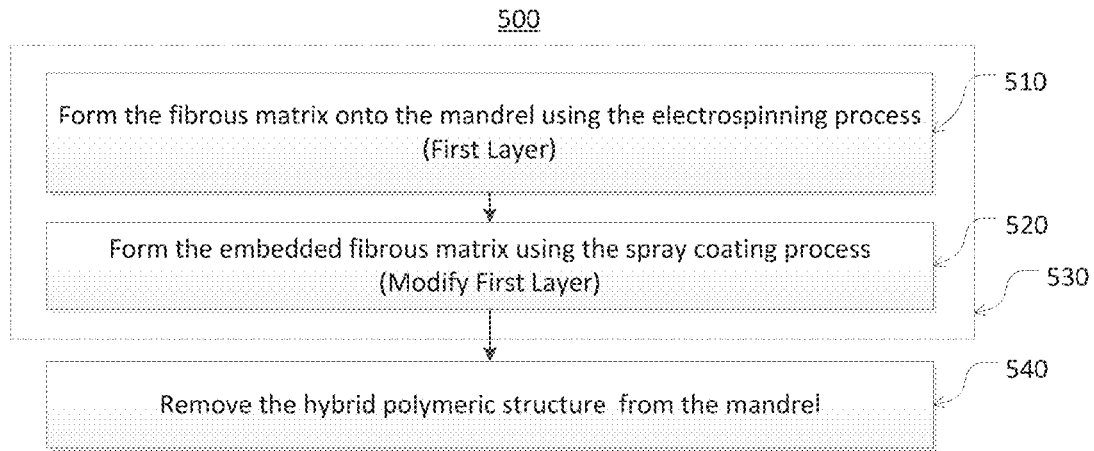 500
Form the fibrous matrix onto the mandrel using the electrospinning process
(First Layer)
510
Form the embedded fibrous matrix using the spray coating process
(Modify First Layer)
520
530
Remove the hybrid polymeric structure from the mandrel
540